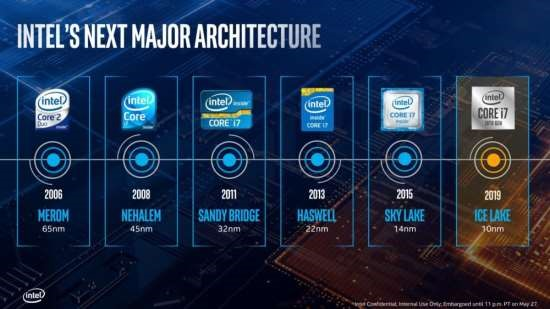 INTEL'S NEXT MAJOR ARCHITECTURE
intel
Core 2
Duo
intel
Core
i7
intel inside
CORE i7
intel
inside
CORE i7
intel
CORE i7
inside
intel
CORE i7
10TH GEN
2006
MEROM
65nm
2008
NEHALEM
45nm
2011
SANDY BRIDGE
32nm
2013
HASWELL
22nm
2015
SKY LAKE
14nm
2019
ICE LAKE
10nm
intel
Intel Confidential, Internal Use Only, Embargoed until 11 p.m. PT on May 27.